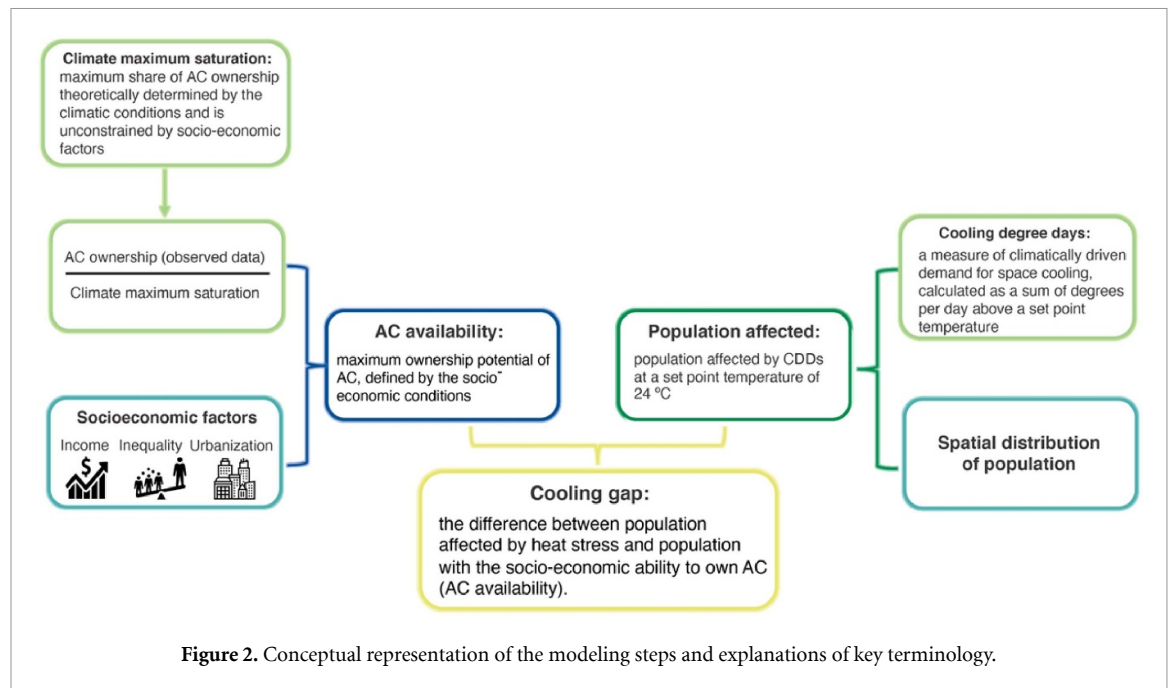 Climate maximum saturation:
maximum share of AC ownership
theoretically determined by the
climatic conditions and is
unconstrained by socio-economic
factors
AC ownership (observed data)
Climate maximum saturation
Socioeconomic factors
Income Inequality Urbanization
$
AC availability:
maximum ownership potential of
AC, defined by the socio-
economic conditions
Population affected:
population affected by CDDs
at a set point temperature of
24 ºC
Cooling degree days:
a measure of climatically driven
demand for space cooling,
calculated as a sum of degrees
per day above a set point
temperature
Spatial distribution
of population
Cooling gap:
the difference between population
affected by heat stress and population
with the socio-economic ability to own AC
(AC availability).
Figure 2. Conceptual representation of the modeling steps and explanations of key terminology.